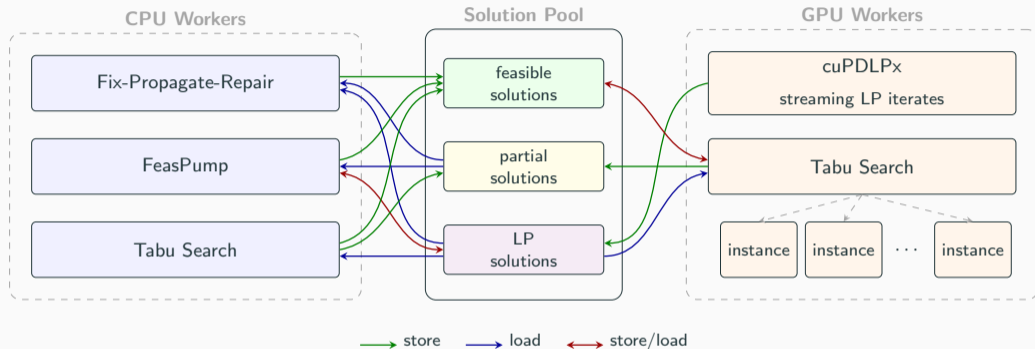 CPU Workers
Solution Pool
GPU Workers
Fix-Propagate-Repair
FeasPump
Tabu Search
feasible
solutions
partial
solutions
LP
solutions
cuPDLPx
streaming LP iterates
Tabu Search
instance
instance
· · ·
instance
store
load
store/load